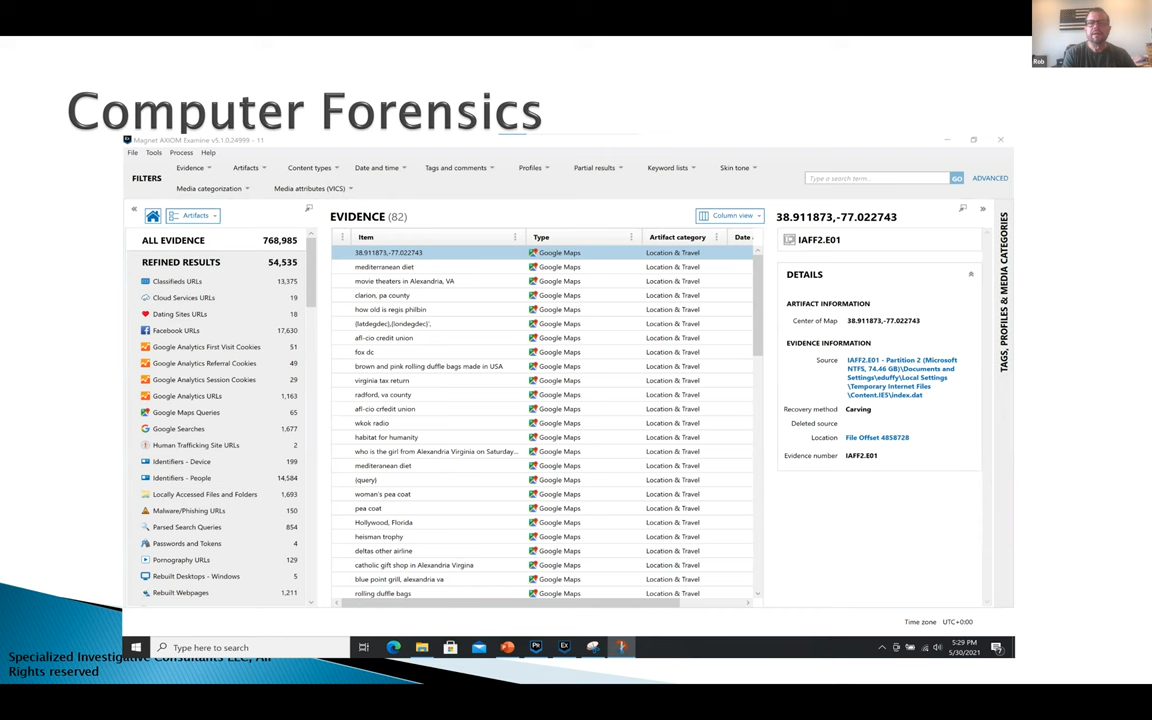 Rob
Computer Forensics
Magnet AXIOM Examine v5.1.0.24999 - 11
File Tools Process Help
FILTERS
Evidence Artifacts Content types Date and time Tags and comments Profiles Partial results Keyword lists Skin tone
Media categorization Media attributes (VICS)
Type a search term... GO ADVANCED
Artifacts
ALL EVIDENCE 768,985
REFINED RESULTS 54,535
Classifieds URLs 13,375
Cloud Services URLs 19
Dating Sites URLs 18
Facebook URLs 17,630
Google Analytics First Visit Cookies 51
Google Analytics Referral Cookies 49
Google Analytics Session Cookies 29
Google Analytics URLs 1,163
Google Maps Queries 65
Google Searches 1,677
Human Trafficking Site URLs 2
Identifiers - Device 199
Identifiers - People 14,584
Locally Accessed Files and Folders 1,693
Malware/Phishing URLs 150
Parsed Search Queries 854
Passwords and Tokens 4
Pornography URLs 129
Rebuilt Desktops - Windows 5
Rebuilt Webpages 1,211
EVIDENCE (82)
Column view
Item Type Artifact category Date
38.911873,-77.022743 Google Maps Location & Travel
mediterranean diet Google Maps Location & Travel
movie theaters in Alexandria, VA Google Maps Location & Travel
clarion, pa county Google Maps Location & Travel
how old is regis philbin Google Maps Location & Travel
{latdegdec},{londegdec}', Google Maps Location & Travel
afl-cio credit union Google Maps Location & Travel
fox dc Google Maps Location & Travel
brown and pink rolling duffle bags made in USA Google Maps Location & Travel
virginia tax return Google Maps Location & Travel
radford, va county Google Maps Location & Travel
afl-cio crfedit union Google Maps Location & Travel
wkok radio Google Maps Location & Travel
habitat for humanity Google Maps Location & Travel
who is the girl from Alexandria Virginia on Saturday... Google Maps Location & Travel
mediteranean diet Google Maps Location & Travel
{query} Google Maps Location & Travel
woman's pea coat Google Maps Location & Travel
pea coat Google Maps Location & Travel
Hollywood, Florida Google Maps Location & Travel
heisman trophy Google Maps Location & Travel
deltas other airline Google Maps Location & Travel
catholic gift shop in Alexandria Virgina Google Maps Location & Travel
blue point grill, alexandria va Google Maps Location & Travel
rolling duffle bags Google Maps Location & Travel
38.911873,-77.022743
IAFF2.E01
DETAILS
ARTIFACT INFORMATION
Center of Map 38.911873,-77.022743
EVIDENCE INFORMATION
Source IAFF2.E01 - Partition 2 (Microsoft
NTFS, 74.46 GB)\Documents and
Settings\eduffy\Local Settings
\Temporary Internet Files
\Content.IE5\index.dat
Recovery method Carving
Deleted source
Location File Offset 4858728
Evidence number IAFF2.E01
TAGS, PROFILES & MEDIA CATEGORIES
Time zone UTC+0:00
Type here to search
5:29 PM
5/30/2021
Specialized Investigative Consultants LLC, All
Rights reserved